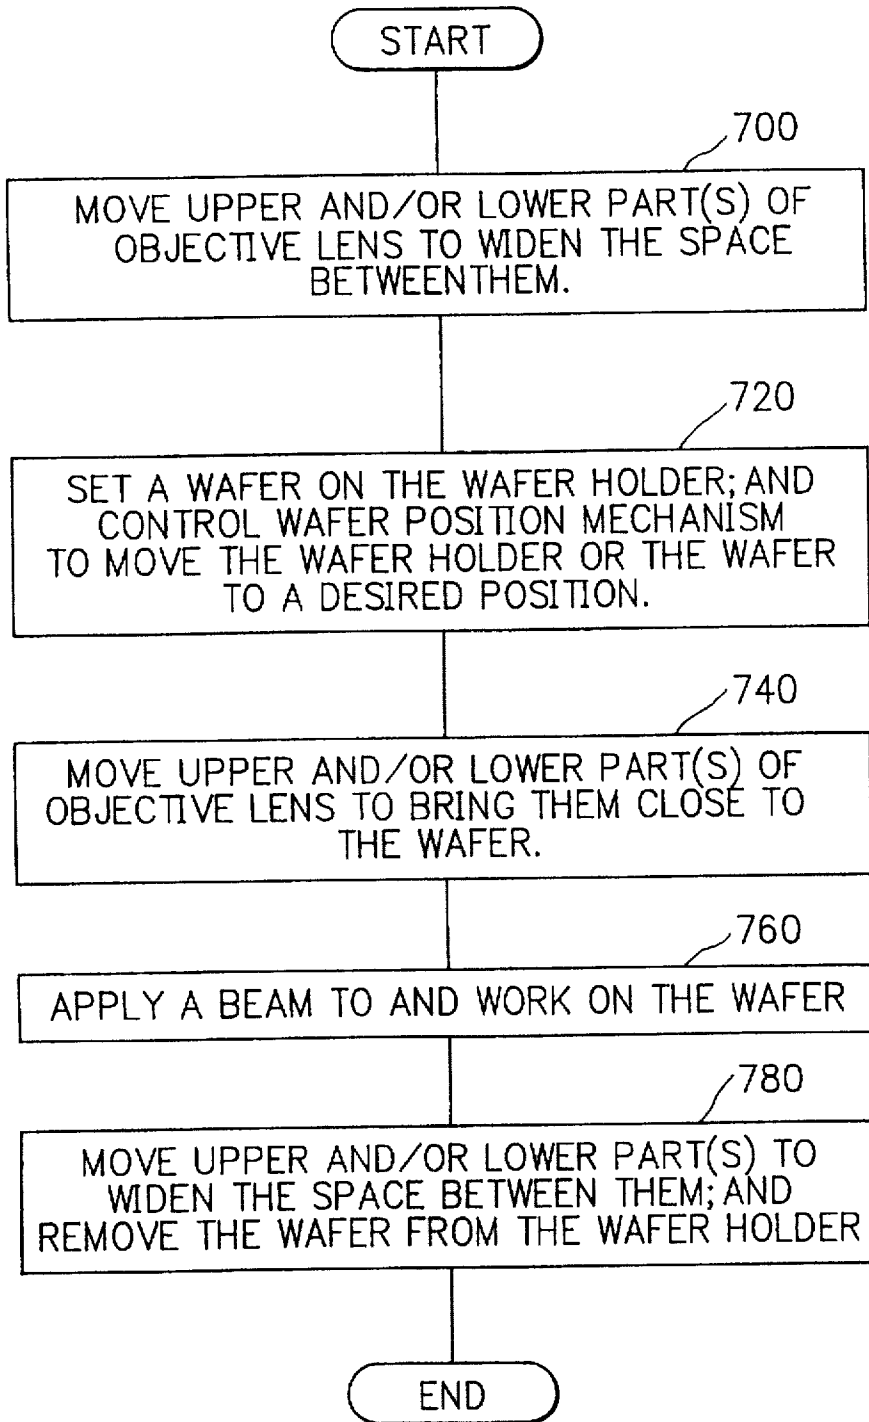 START
700
MOVE UPPER AND/OR LOWER PART(S) OF
OBJECTIVE LENS TO WIDEN THE SPACE
BETWEENTHEM.
720
SET A WAFER ON THE WAFER HOLDER; AND
CONTROL WAFER POSITION MECHANISM
TO MOVE THE WAFER HOLDER OR THE WAFER
TO A DESIRED POSITION.
740
MOVE UPPER AND/OR LOWER PART(S) OF
OBJECTIVE LENS TO BRING THEM CLOSE TO
THE WAFER.
760
APPLY A BEAM TO AND WORK ON THE WAFER
780
MOVE UPPER AND/OR LOWER PART(S) TO
WIDEN THE SPACE BETWEEN THEM; AND
REMOVE THE WAFER FROM THE WAFER HOLDER
END